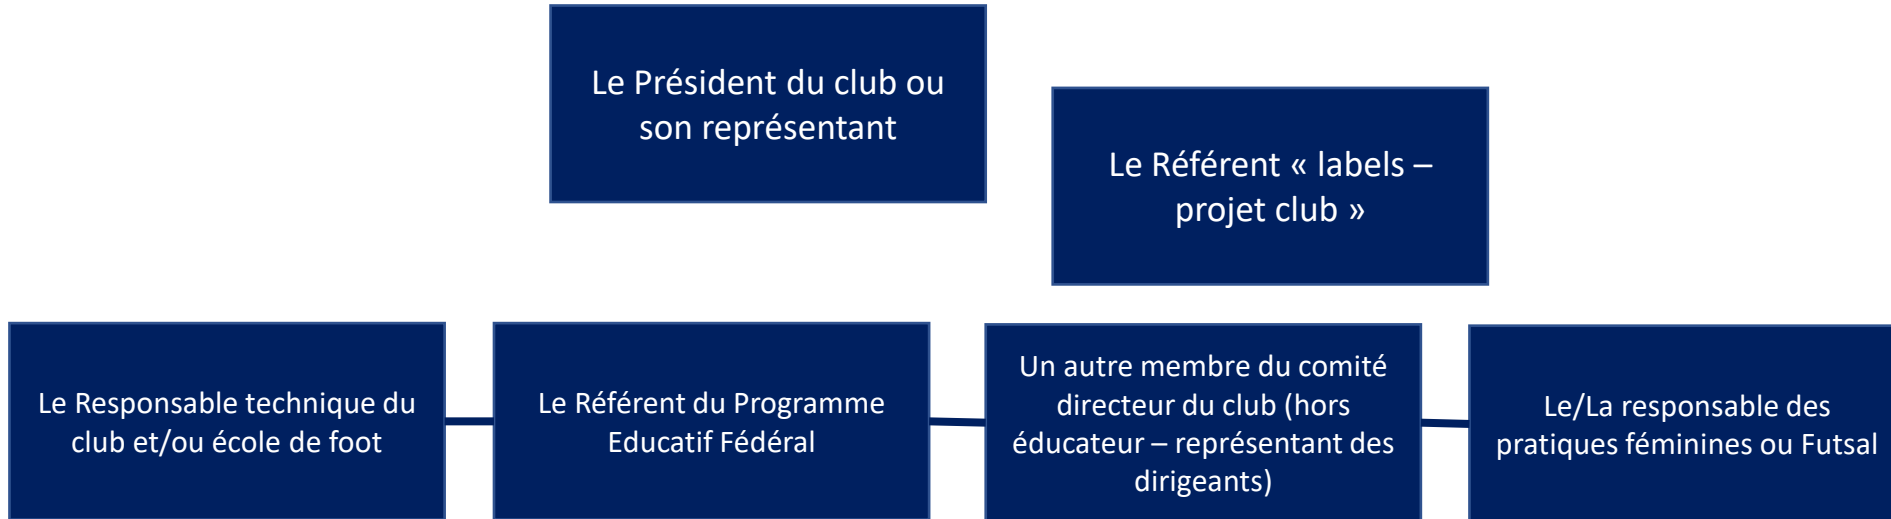 Le Président du club ou
son représentant
Le Référent « labels –
projet club »
Le Responsable technique du
club et/ou école de foot
Le Référent du Programme
Educatif Fédéral
Un autre membre du comité
directeur du club (hors
éducateur – représentant des
dirigeants)
Le/La responsable des
pratiques féminines ou Futsal